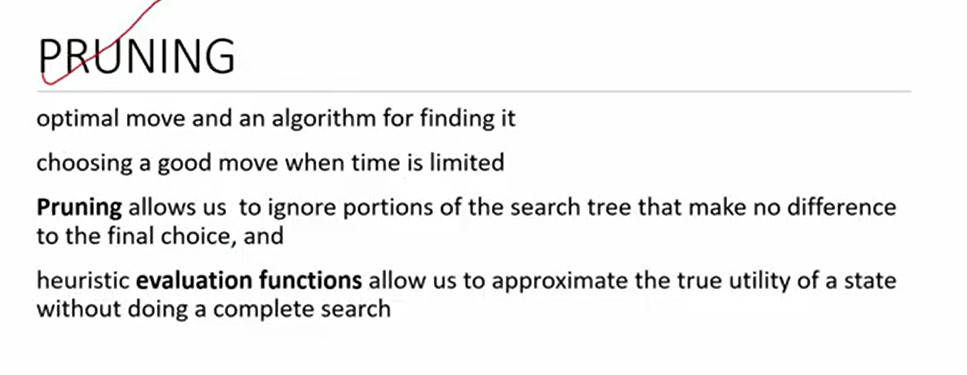 PRUNING
optimal move and an algorithm for finding it
choosing a good move when time is limited
Pruning allows us  to ignore portions of the search tree that make no difference
to the final choice, and
heuristic evaluation functions allow us to approximate the true utility of a state
without doing a complete search